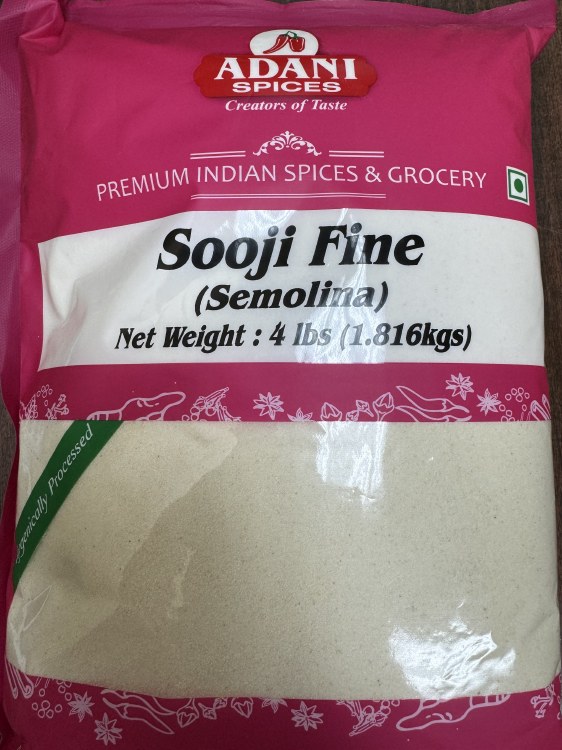 ADANI
SPICES
Creators of Taste
PREMIUM INDIAN SPICES & GROCERY
Sooji Fine
(Semolina)
Net Weight : 4 lbs (1.816kgs)
Processed